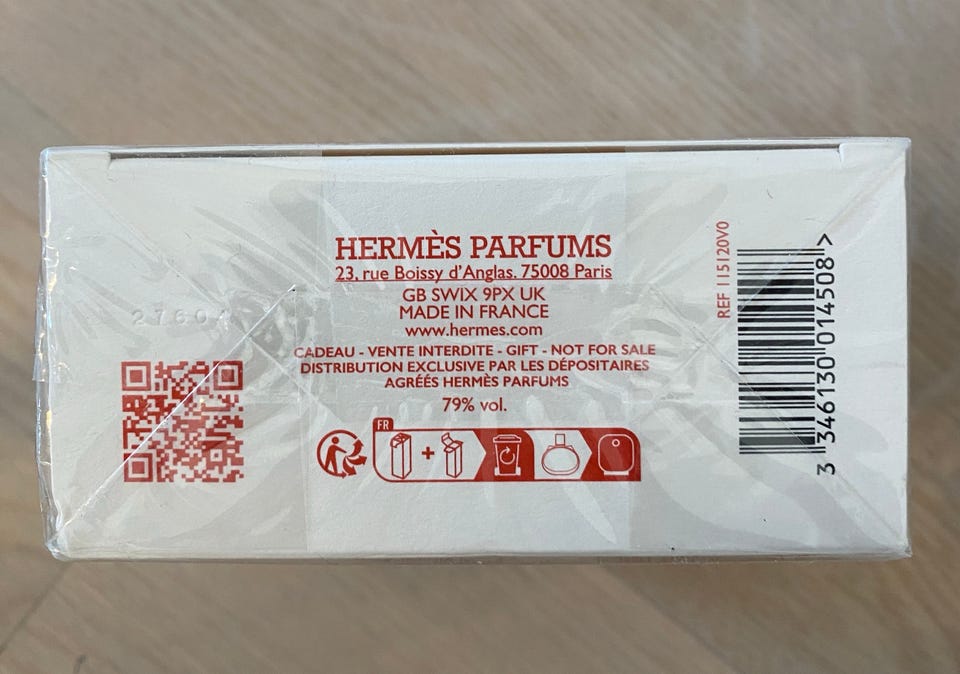 HERMÈS PARFUMS
23, rue Boissy d'Anglas. 75008 Paris
GB SWIX 9PX UK
MADE IN FRANCE
www.hermes.com
CADEAU - VENTE INTERDITE - GIFT - NOT FOR SALE
DISTRIBUTION EXCLUSIVE PAR LES DÉPOSITAIRES
AGRÉÉS HERMÈS PARFUMS
79% vol.
FR
+
REF 115120V0
3 346130 014508 >